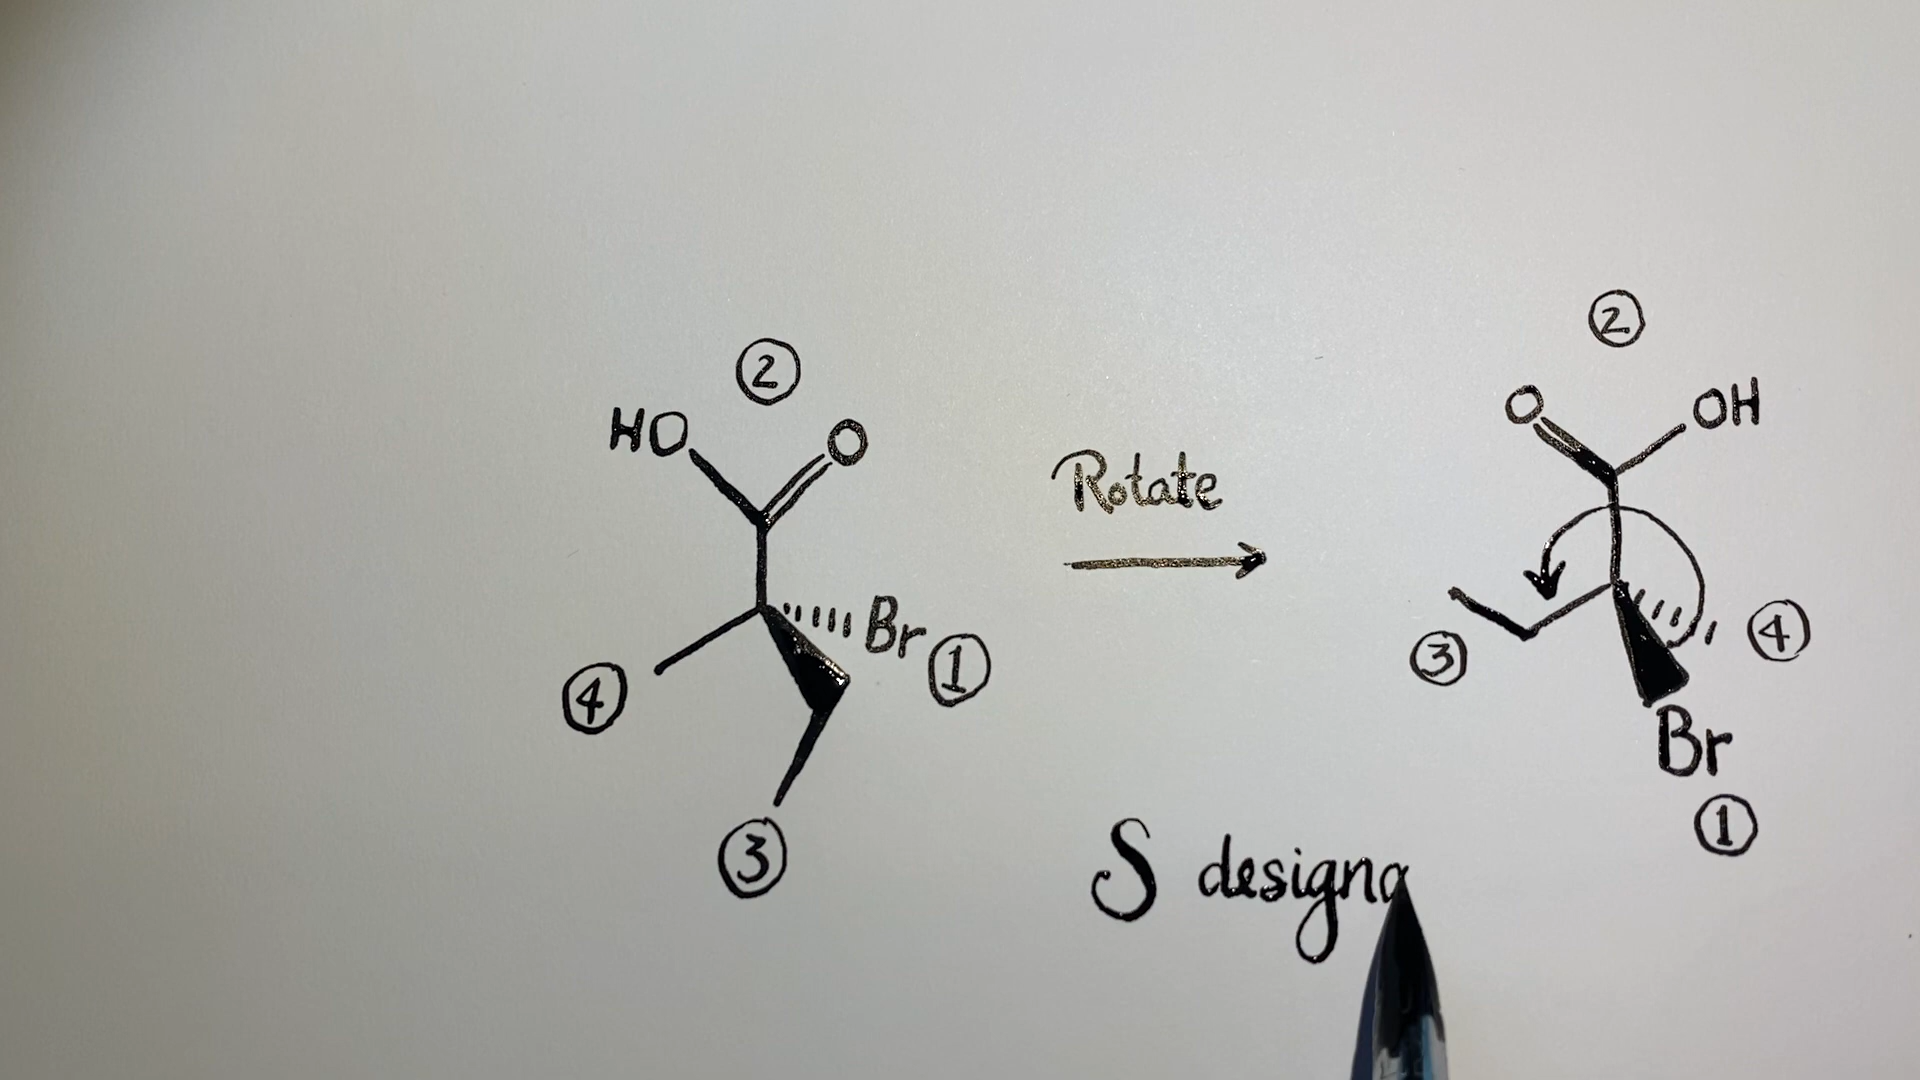 ②
HO O
Br ①
④
③
Rotate
②
O OH
③ ④
Br
①
S designa